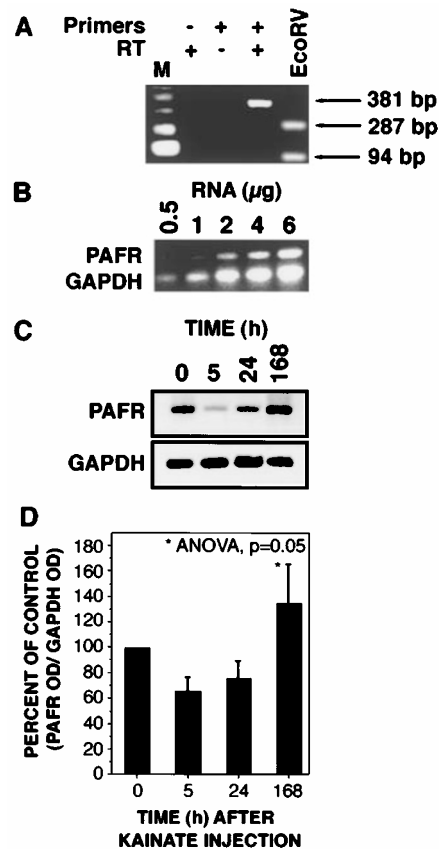 A
Primers - + +
RT + - +
M EcoRV
381 bp
287 bp
94 bp
B
RNA (µg)
0.5 1 2 4 6
PAFR
GAPDH
C
TIME (h)
0 5 24 168
PAFR
GAPDH
D
* ANOVA, p=0.05
*
PERCENT OF CONTROL
(PAFR OD/ GAPDH OD)
180
160
140
120
100
80
60
40
20
0
0 5 24 168
TIME (h) AFTER
KAINATE INJECTION